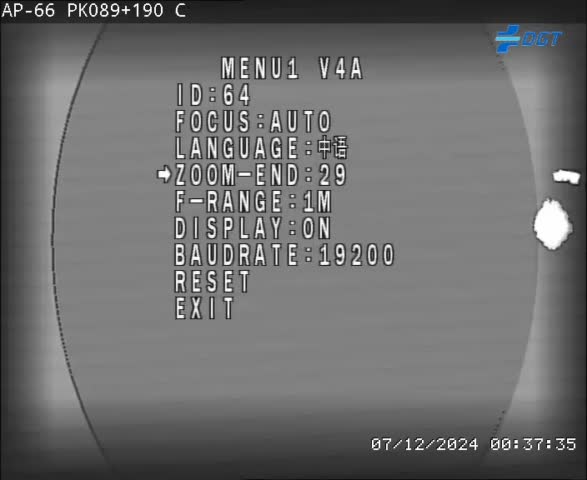 AP-66 PK089+190 C
DGT
MENU1 V4A
ID:64
FOCUS:AUTO
LANGUAGE:中语
ZOOM-END:29
F-RANGE:1M
DISPLAY:ON
BAUDRATE:19200
RESET
EXIT
07/12/2024 00:37:35